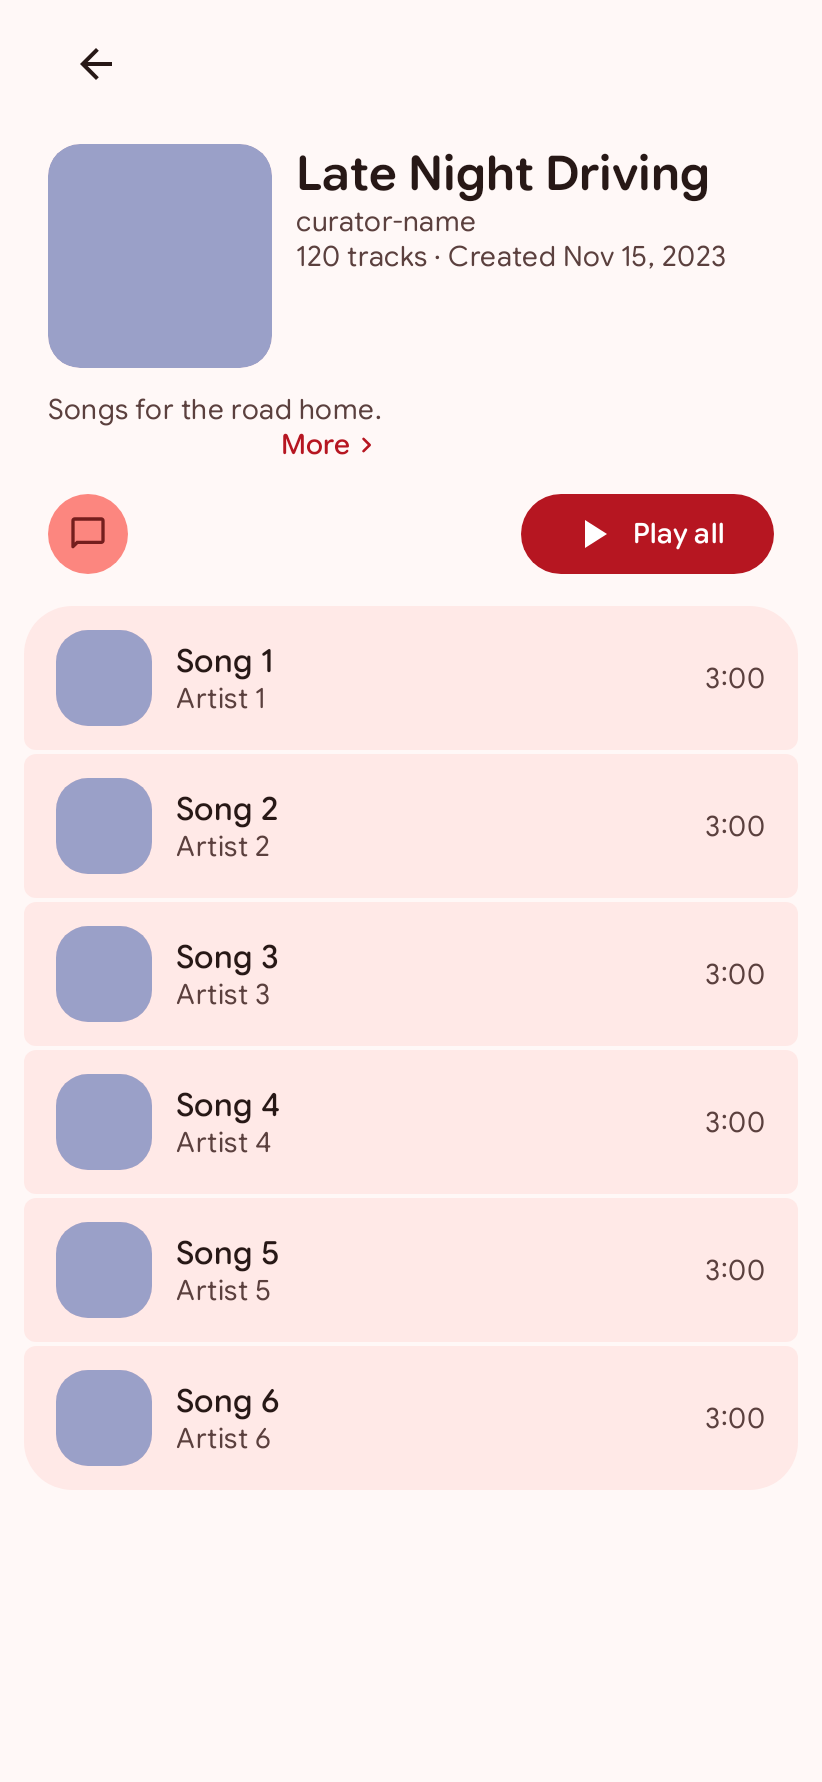 Late Night Driving
curator-name
120 tracks · Created Nov 15, 2023
Songs for the road home.
More
Play all
Song 1
Artist 1
3:00
Song 2
Artist 2
3:00
Song 3
Artist 3
3:00
Song 4
Artist 4
3:00
Song 5
Artist 5
3:00
Song 6
Artist 6
3:00